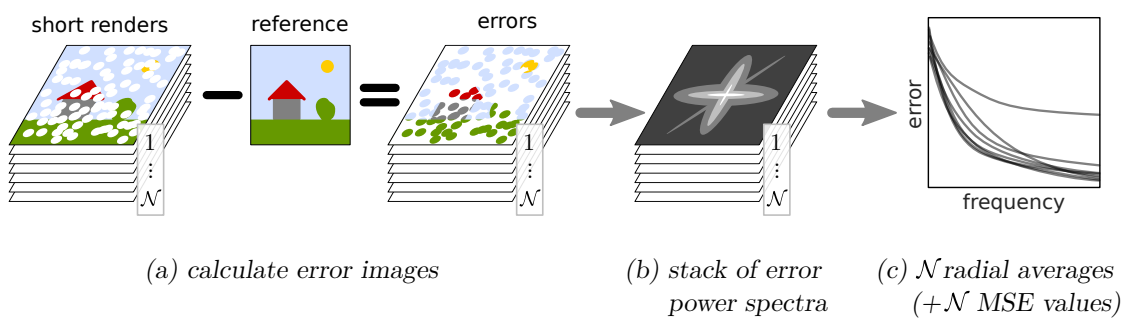 short renders
reference
errors
1
...
N
1
...
N
1
...
N
error
frequency
(a) calculate error images
(b) stack of error
power spectra
(c) N radial averages
(+N MSE values)